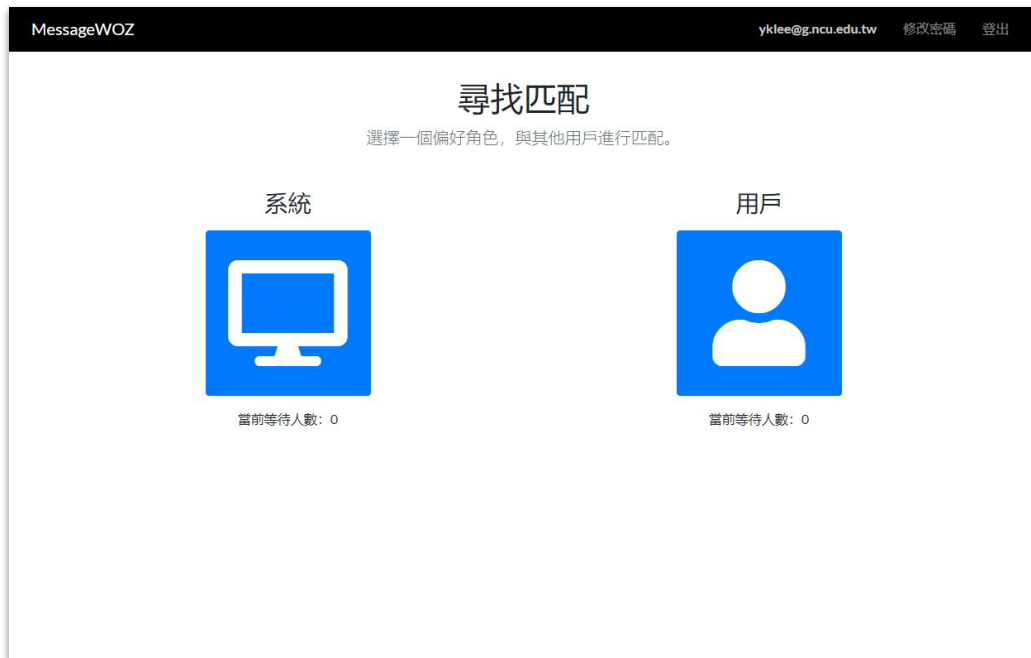 MessageWOZ
yklee@g.ncu.edu.tw 修改密碼 登出
尋找匹配
選擇一個偏好角色，與其他用戶進行匹配。
系統
用戶
當前等待人數：0
當前等待人數：0